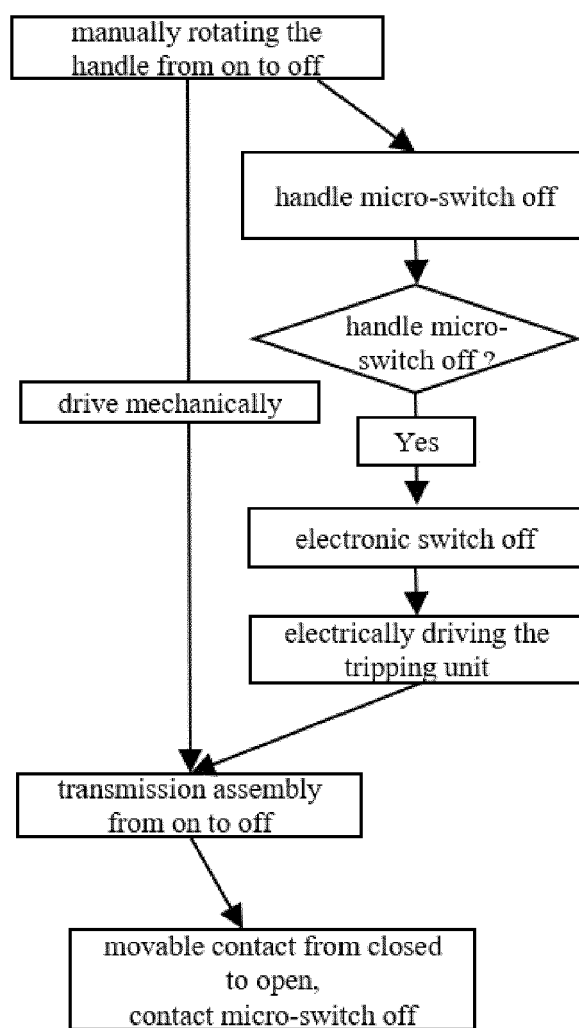 manually rotating the
handle from on to off
handle micro-switch off
handle micro-
switch off ?
drive mechanically
Yes
electronic switch off
electrically driving the
tripping unit
transmission assembly
from on to off
movable contact from closed
to open,
contact micro-switch off